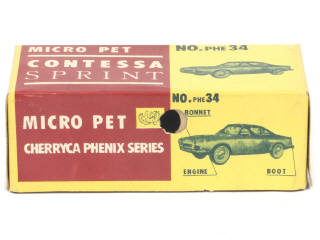 MICRO PET
CONTESSA
SPRINT
NO. PHE 34
MICRO PET
CHERRYCA PHENIX SERIES
NO. PHE 34
BONNET
ENGINE
BOOT